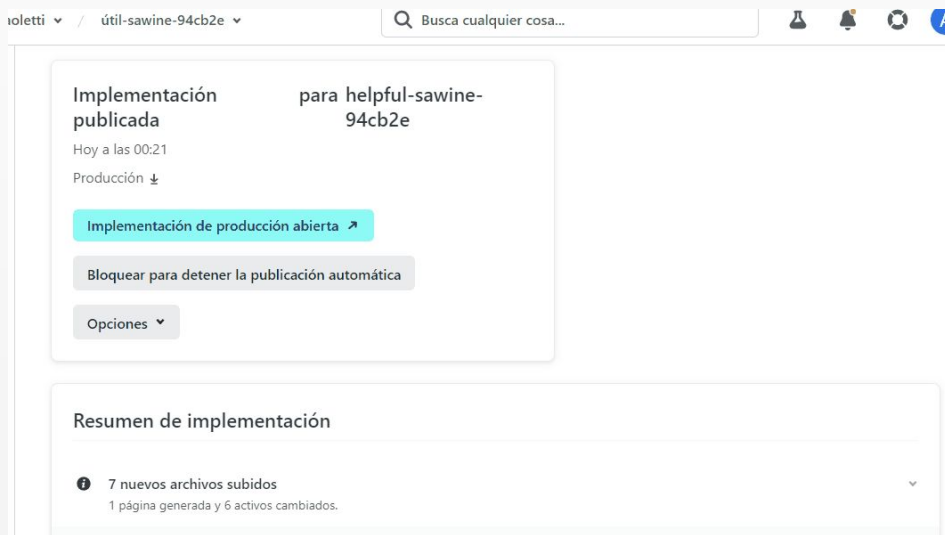 noletti / útil-sawine-94cb2e
Busca cualquier cosa...
Implementación publicada para helpful-sawine-94cb2e
Hoy a las 00:21
Producción
Implementación de producción abierta
Bloquear para detener la publicación automática
Opciones
Resumen de implementación
7 nuevos archivos subidos
1 página generada y 6 activos cambiados.